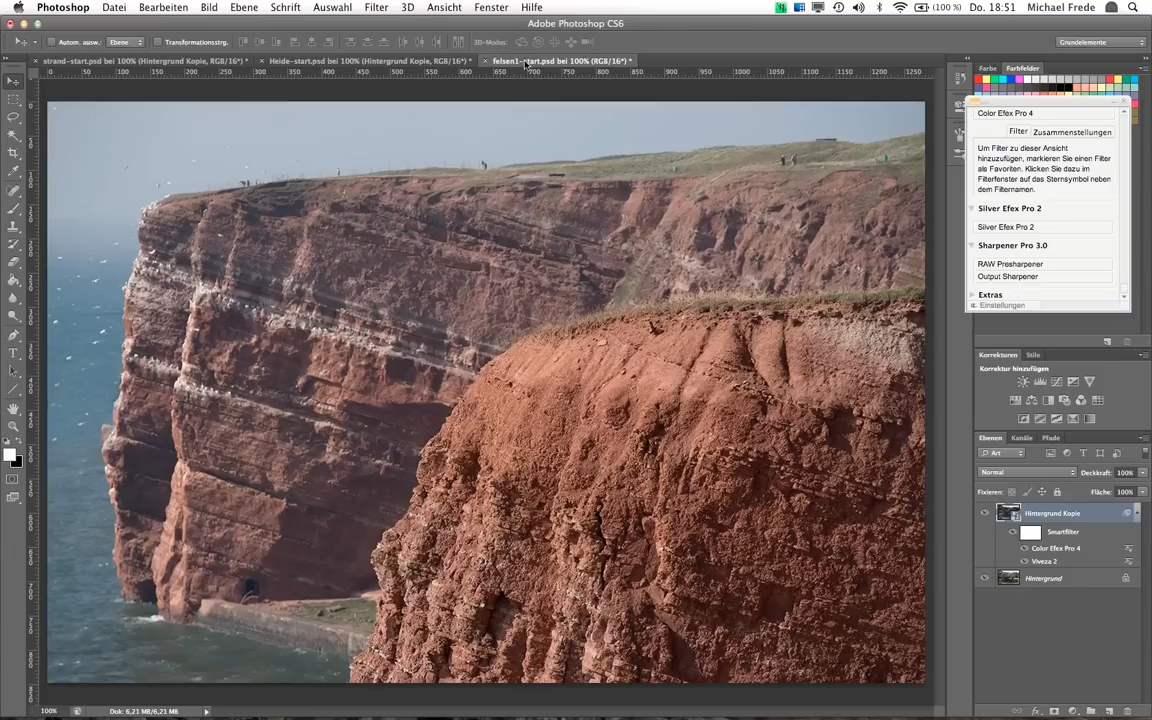 Photoshop Datei Bearbeiten Bild Ebene Schrift Auswahl Filter 3D Ansicht Fenster Hilfe (100 %) Do. 18:51 Michael Frede
Adobe Photoshop CS6
Autom. ausw.: Ebene Transformationsstrg. 3D-Modus: Grundelemente
strand-start.psd bei 100% (Hintergrund Kopie, RGB/16*) * Heide-start.psd bei 100% (Hintergrund Kopie, RGB/16*) * felsen1-start.psd bei 100% (RGB/16*) *
Farbe Farbfelder
Color Efex Pro 4
Filter Zusammenstellungen
Um Filter zu dieser Ansicht
hinzuzufügen, markieren Sie einen Filter
als Favoriten. Klicken Sie dazu im
Filterfenster auf das Sternsymbol neben
dem Filternamen.
Silver Efex Pro 2
Silver Efex Pro 2
Sharpener Pro 3.0
RAW Presharpener
Output Sharpener
Extras
Einstellungen
Korrekturen Stile
Korrektur hinzufügen
Ebenen Kanäle Pfade
Art
Normal Deckkraft: 100%
Fixieren: Fläche: 100%
Hintergrund Kopie
Smartfilter
Color Efex Pro 4
Viveza 2
Hintergrund
100% Dok: 6,21 MB/6,21 MB